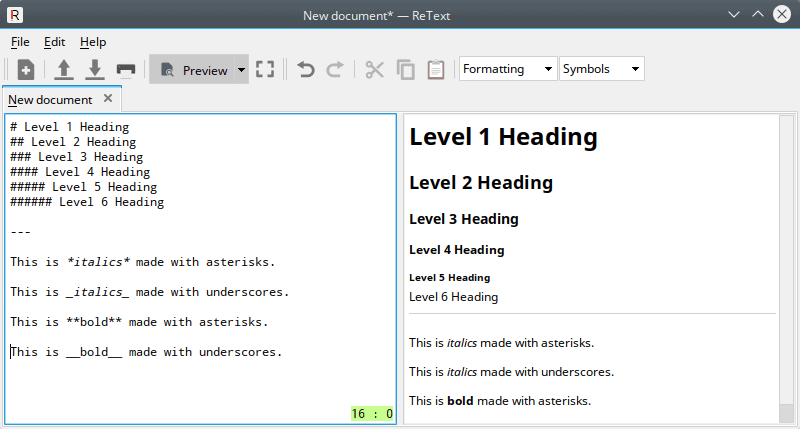 R
New document* — ReText
File Edit Help
Preview Formatting Symbols
New document
# Level 1 Heading
## Level 2 Heading
### Level 3 Heading
#### Level 4 Heading
##### Level 5 Heading
###### Level 6 Heading
---
This is *italics* made with asterisks.
This is _italics_ made with underscores.
This is **bold** made with asterisks.
This is __bold__ made with underscores.
16 : 0
Level 1 Heading
Level 2 Heading
Level 3 Heading
Level 4 Heading
Level 5 Heading
Level 6 Heading
This is italics made with asterisks.
This is italics made with underscores.
This is bold made with asterisks.